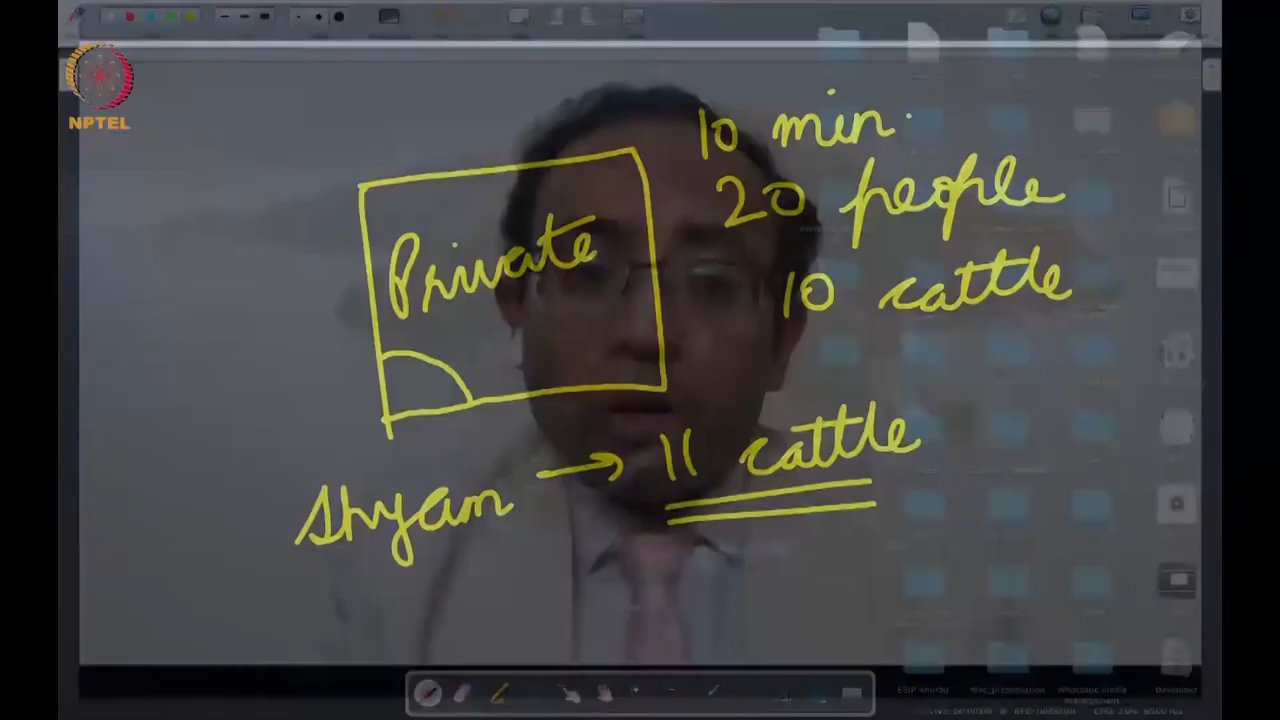 NPTEL
10 min.
20 people
Private
10 cattle
Shyam → 11 cattle